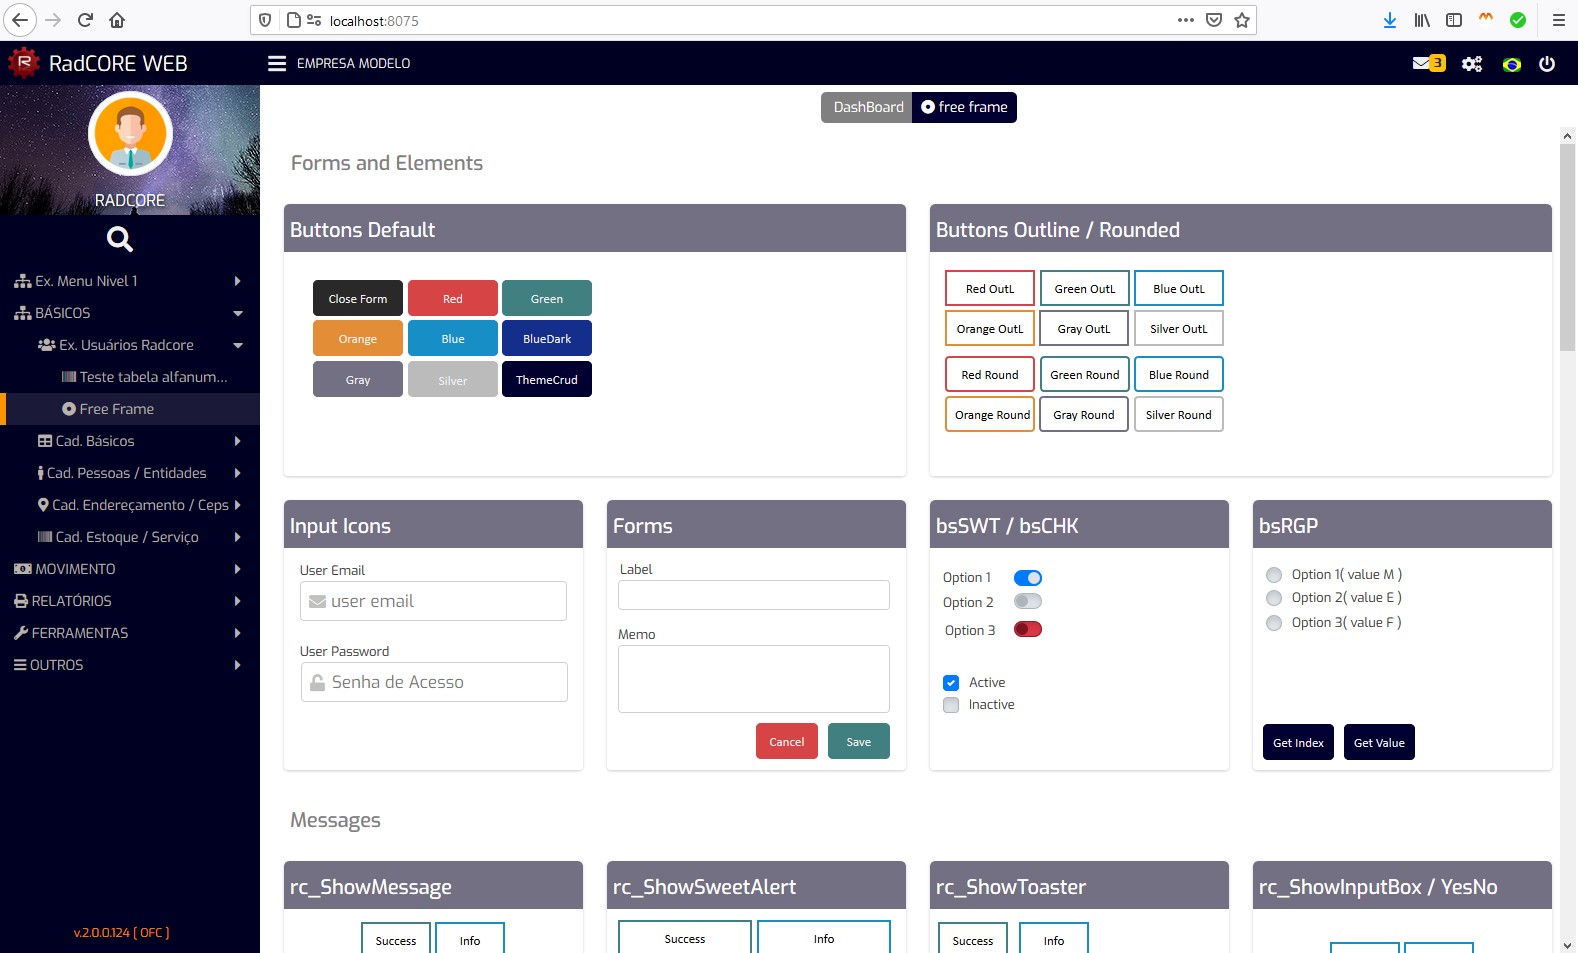 localhost:8075
RadCORE WEB
EMPRESA MODELO
3
DashBoard
free frame
RADCORE
Ex. Menu Nivel 1
BÁSICOS
Ex. Usuários Radcore
Teste tabela alfanum...
Free Frame
Cad. Básicos
Cad. Pessoas / Entidades
Cad. Endereçamento / Ceps
Cad. Estoque / Serviço
MOVIMENTO
RELATÓRIOS
FERRAMENTAS
OUTROS
v.2.0.0.124 [ OFC ]
Forms and Elements
Buttons Default
Close Form Red Green
Orange Blue BlueDark
Gray Silver ThemeCrud
Buttons Outline / Rounded
Red OutL Green OutL Blue OutL
Orange OutL Gray OutL Silver OutL
Red Round Green Round Blue Round
Orange Round Gray Round Silver Round
Input Icons
User Email
user email
User Password
Senha de Acesso
Forms
Label
Memo
Cancel Save
bsSWT / bsCHK
Option 1
Option 2
Option 3
Active
Inactive
bsRGP
Option 1( value M )
Option 2( value E )
Option 3( value F )
Get Index Get Value
Messages
rc_ShowMessage
Success Info
rc_ShowSweetAlert
Success Info
rc_ShowToaster
Success Info
rc_ShowInputBox / YesNo